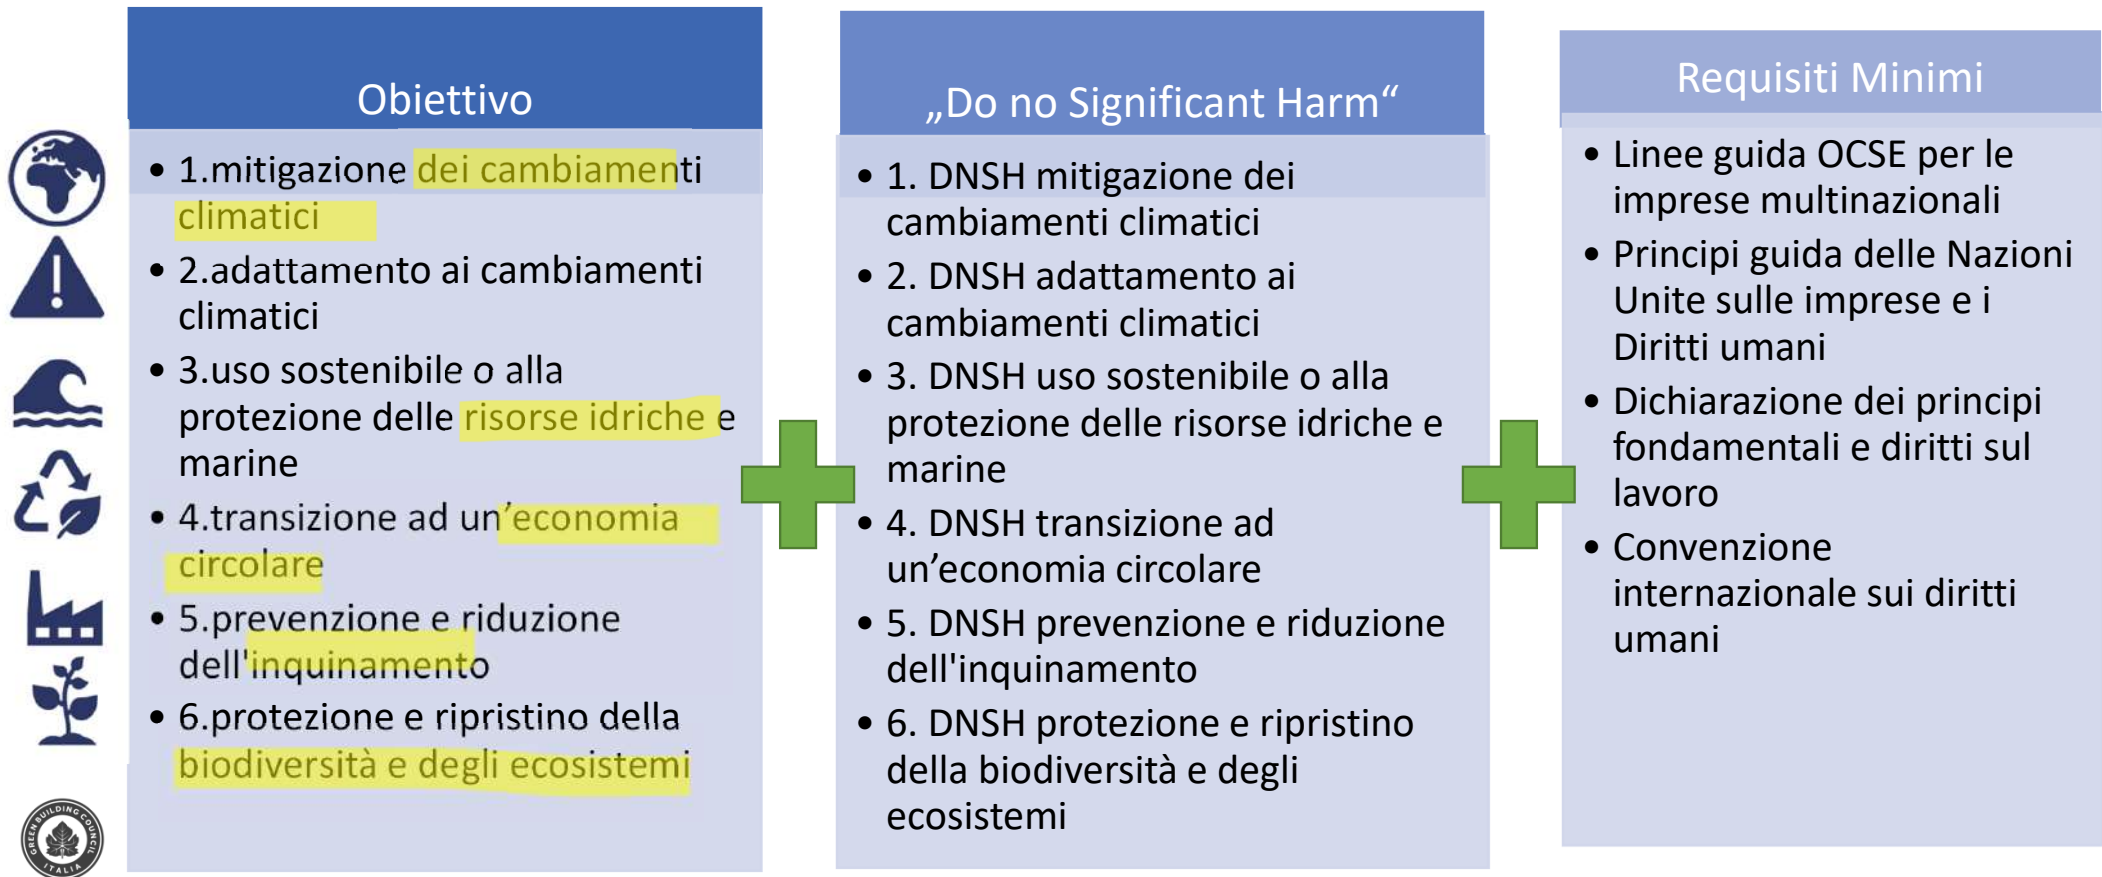 Obiettivo
• 1.mitigazione dei cambiamenti
climatici
• 2.adattamento ai cambiamenti
climatici
• 3.uso sostenibile o alla
protezione delle risorse idriche e
marine
• 4.transizione ad un’economia
circolare
• 5.prevenzione e riduzione
dell'inquinamento
• 6.protezione e ripristino della
biodiversità e degli ecosistemi
„Do no Significant Harm“
• 1. DNSH mitigazione dei
cambiamenti climatici
• 2. DNSH adattamento ai
cambiamenti climatici
• 3. DNSH uso sostenibile o alla
protezione delle risorse idriche e
marine
• 4. DNSH transizione ad
un’economia circolare
• 5. DNSH prevenzione e riduzione
dell'inquinamento
• 6. DNSH protezione e ripristino
della biodiversità e degli
ecosistemi
Requisiti Minimi
• Linee guida OCSE per le
imprese multinazionali
• Principi guida delle Nazioni
Unite sulle imprese e i
Diritti umani
• Dichiarazione dei principi
fondamentali e diritti sul
lavoro
• Convenzione
internazionale sui diritti
umani
GREEN BUILDING COUNCIL
ITALIA